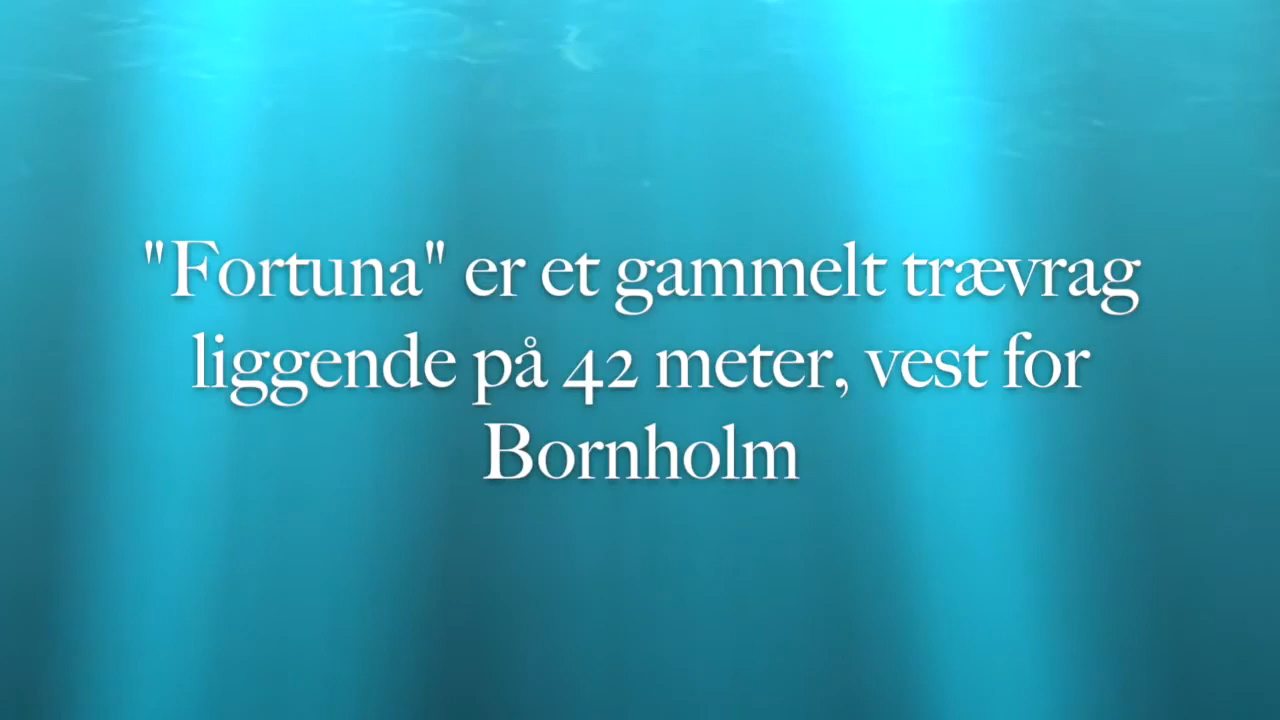 "Fortuna" er et gammelt trævrag
liggende på 42 meter, vest for
Bornholm